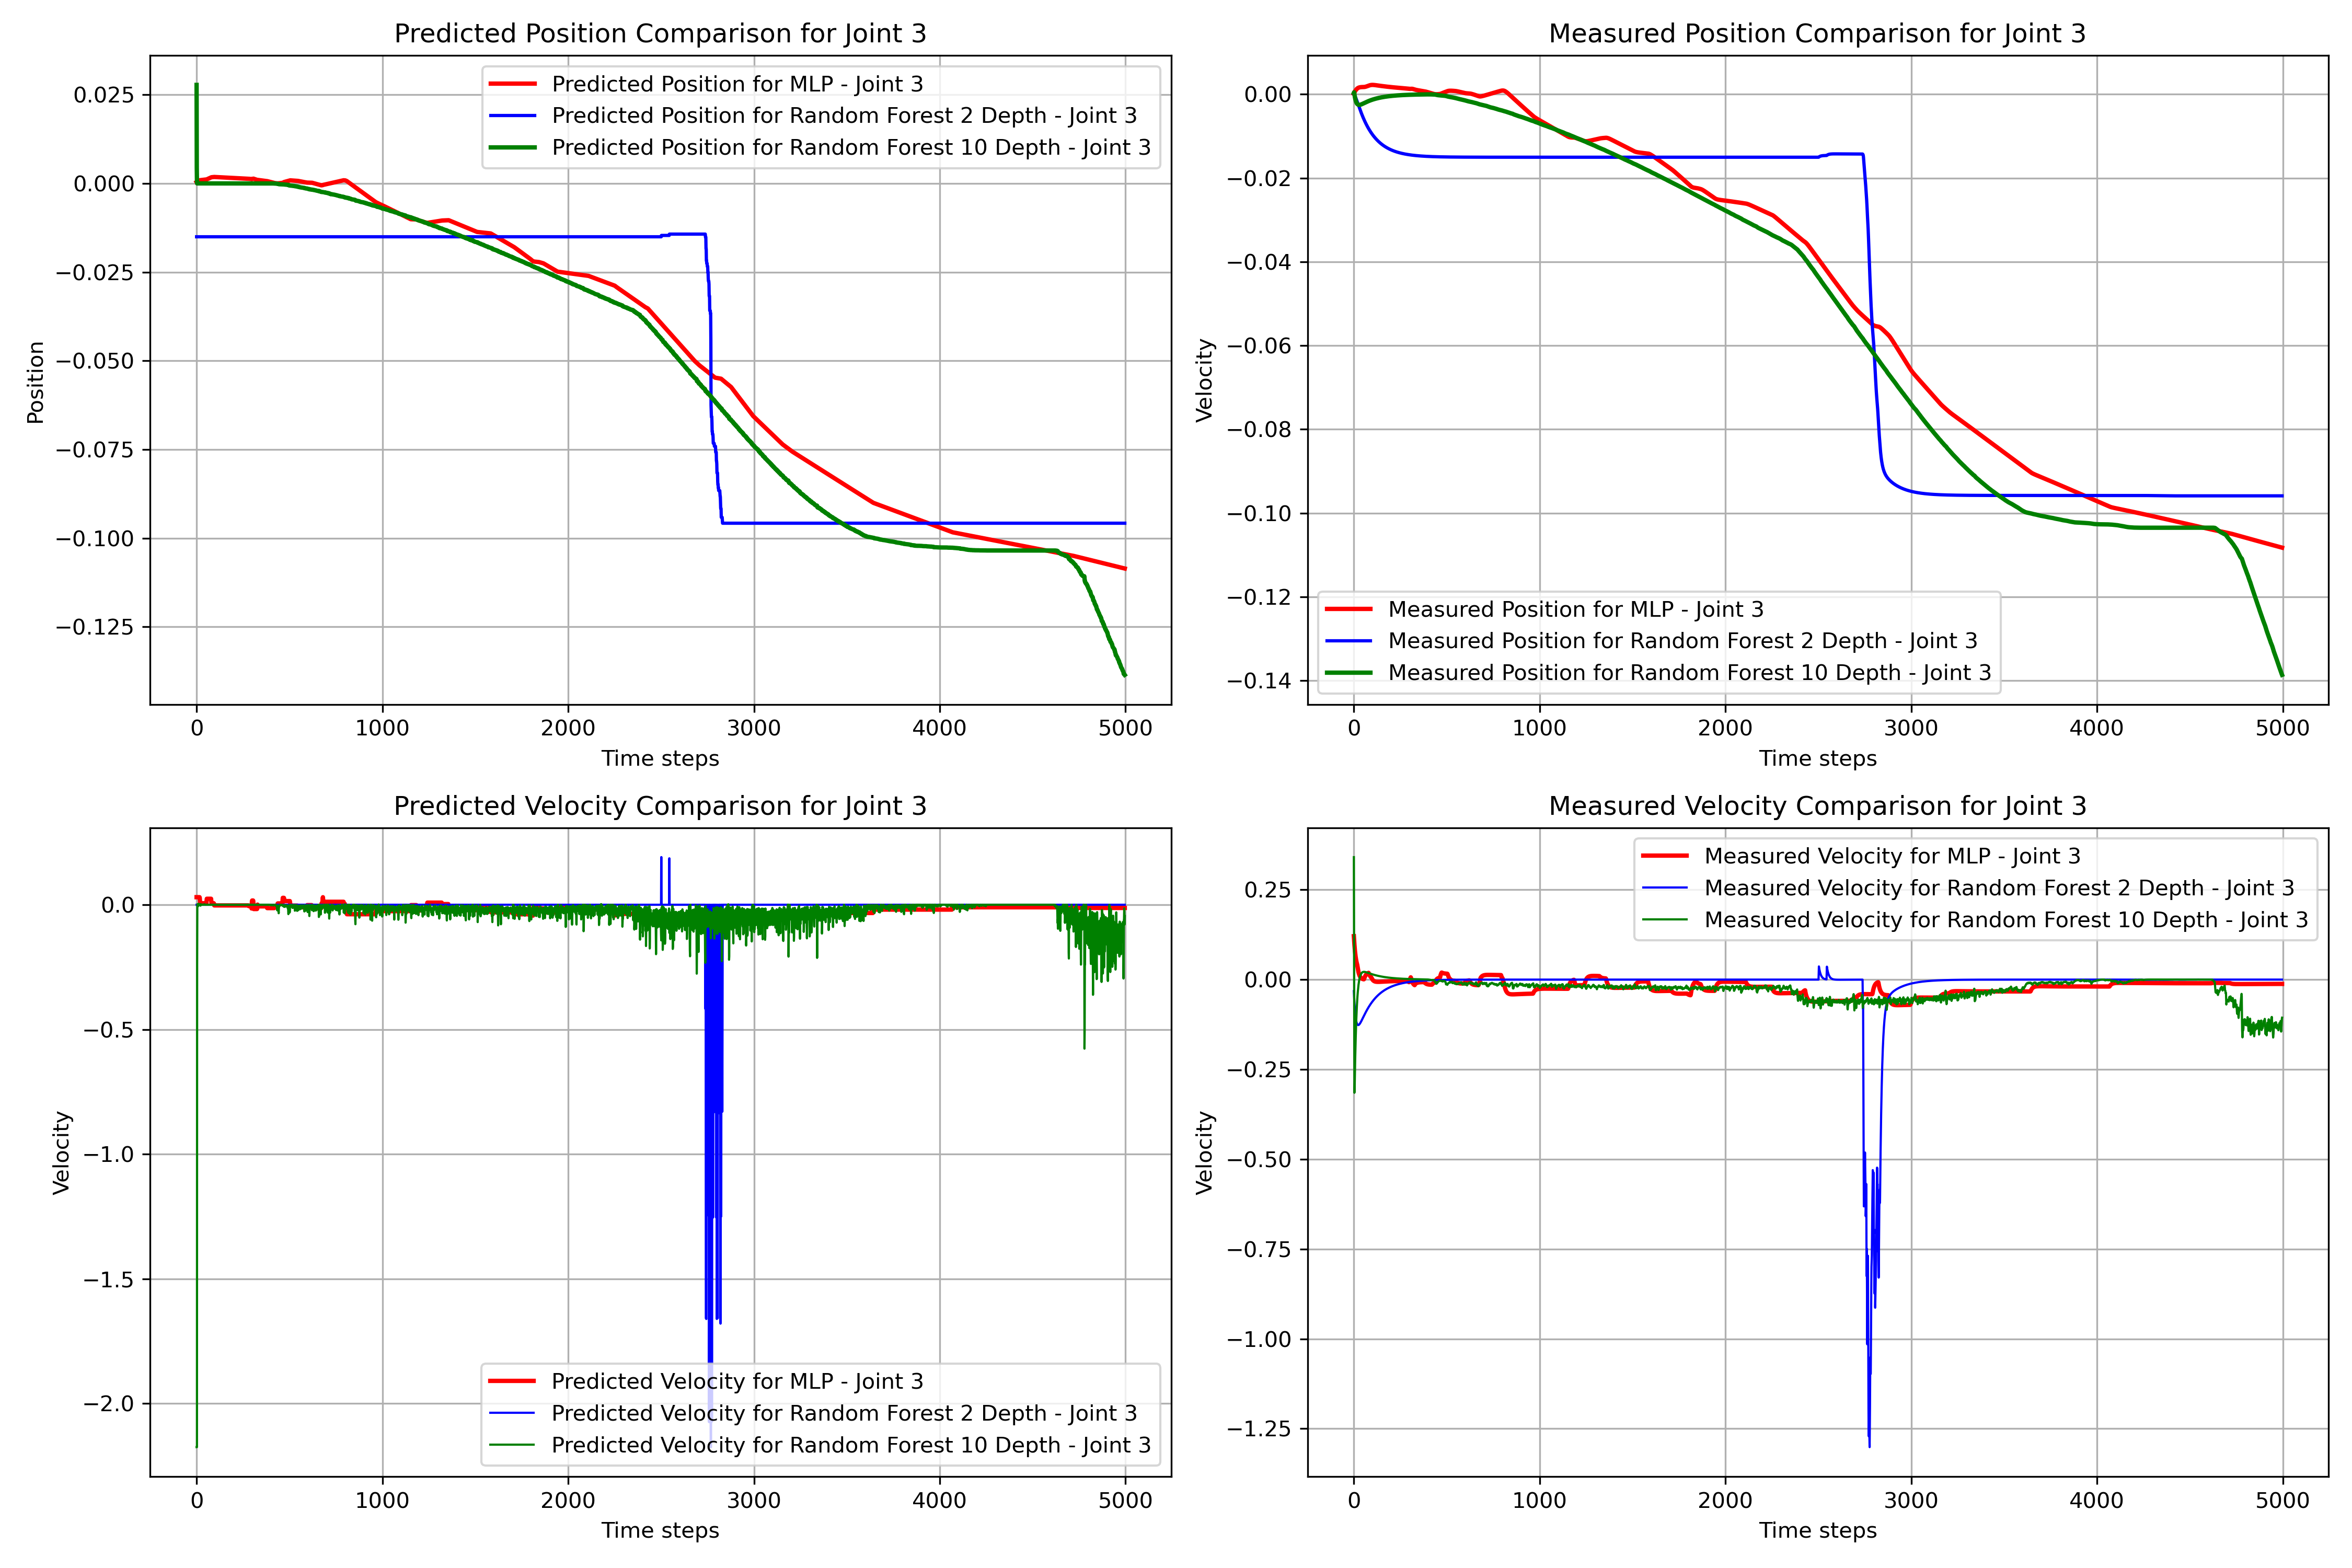 Predicted Position Comparison for Joint 3
Predicted Position for MLP - Joint 3
Predicted Position for Random Forest 2 Depth - Joint 3
Predicted Position for Random Forest 10 Depth - Joint 3
Position
0.025
0.000
−0.025
−0.050
−0.075
−0.100
−0.125
0
1000
2000
3000
4000
5000
Time steps
Measured Position Comparison for Joint 3
Measured Position for MLP - Joint 3
Measured Position for Random Forest 2 Depth - Joint 3
Measured Position for Random Forest 10 Depth - Joint 3
Velocity
0.00
−0.02
−0.04
−0.06
−0.08
−0.10
−0.12
−0.14
0
1000
2000
3000
4000
5000
Time steps
Predicted Velocity Comparison for Joint 3
Predicted Velocity for MLP - Joint 3
Predicted Velocity for Random Forest 2 Depth - Joint 3
Predicted Velocity for Random Forest 10 Depth - Joint 3
Velocity
0.0
−0.5
−1.0
−1.5
−2.0
0
1000
2000
3000
4000
5000
Time steps
Measured Velocity Comparison for Joint 3
Measured Velocity for MLP - Joint 3
Measured Velocity for Random Forest 2 Depth - Joint 3
Measured Velocity for Random Forest 10 Depth - Joint 3
Velocity
0.25
0.00
−0.25
−0.50
−0.75
−1.00
−1.25
0
1000
2000
3000
4000
5000
Time steps